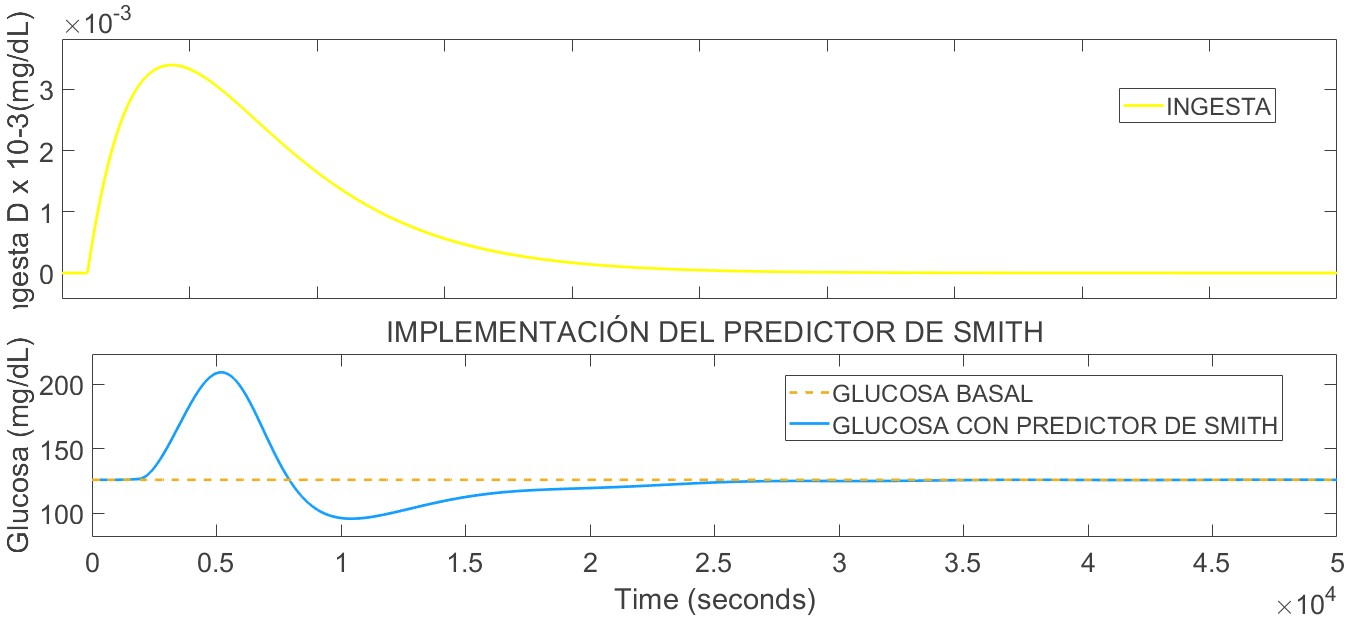 ×10-3
Ingesta D x 10-3(mg/dL)
3
2
1
0
INGESTA
IMPLEMENTACIÓN DEL PREDICTOR DE SMITH
Glucosa (mg/dL)
200
150
100
GLUCOSA BASAL
GLUCOSA CON PREDICTOR DE SMITH
0 0.5 1 1.5 2 2.5 3 3.5 4 4.5 5
Time (seconds)
×104